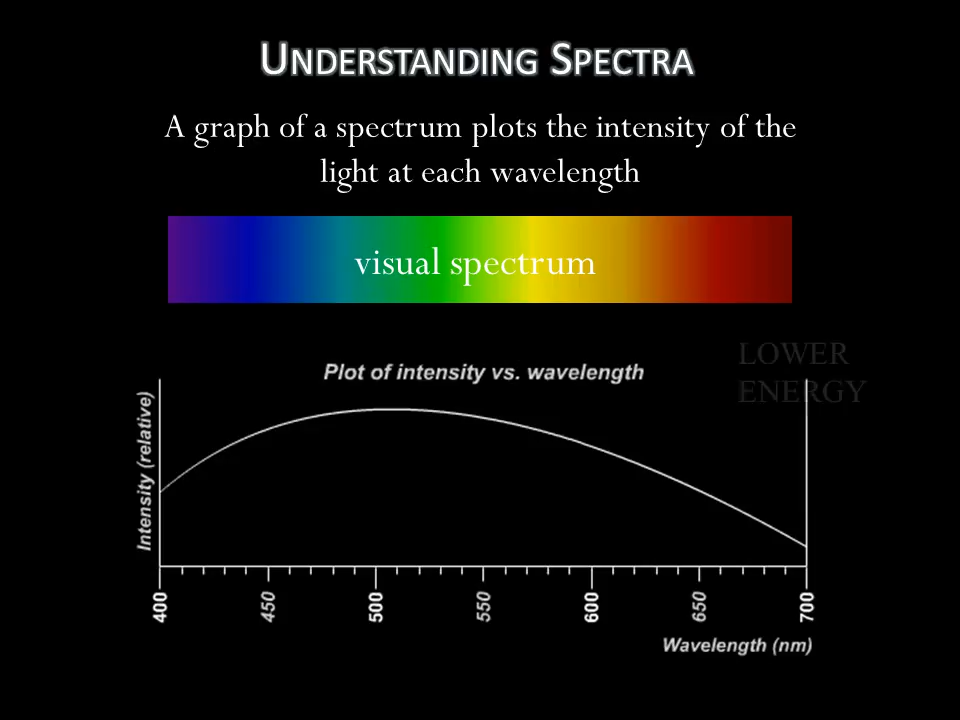 UNDERSTANDING SPECTRA
A graph of a spectrum plots the intensity of the
light at each wavelength
visual spectrum
LOWER
ENERGY
Plot of intensity vs. wavelength
Intensity (relative)
400 450 500 550 600 650 700
Wavelength (nm)